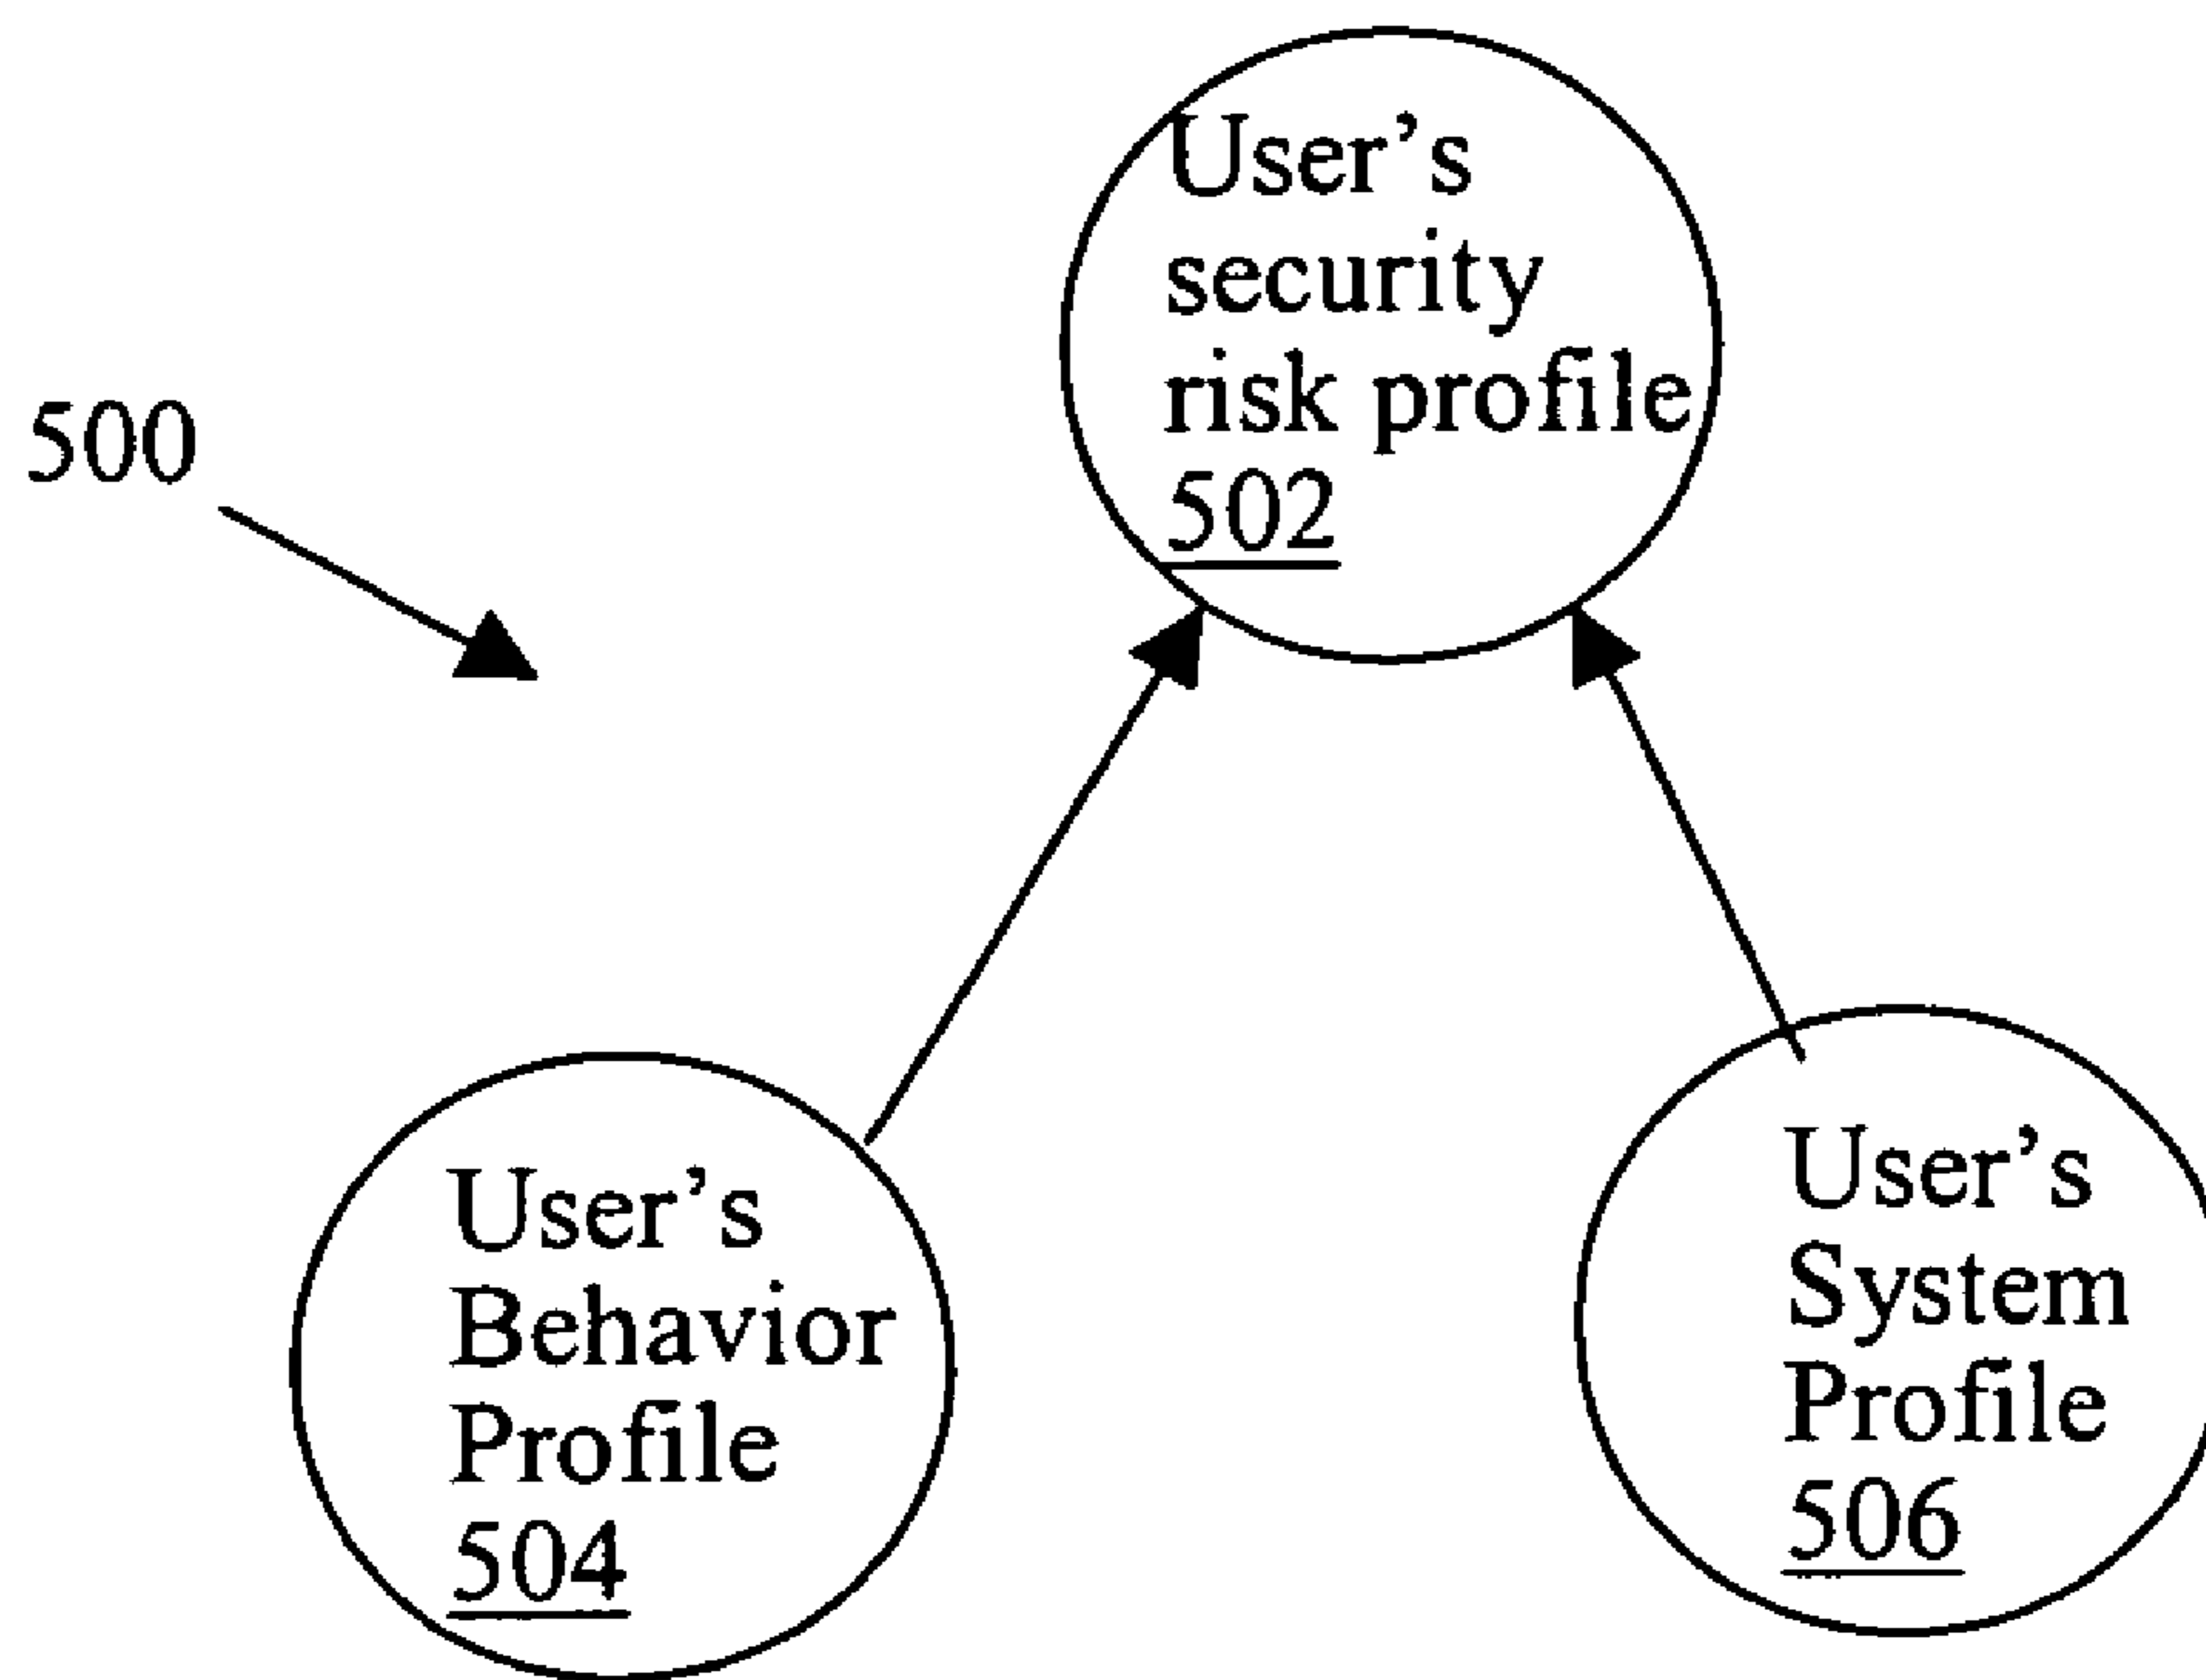 User’s
security
risk profile
502
500
User’s
Behavior
Profile
504
User’s
System
Profile
506